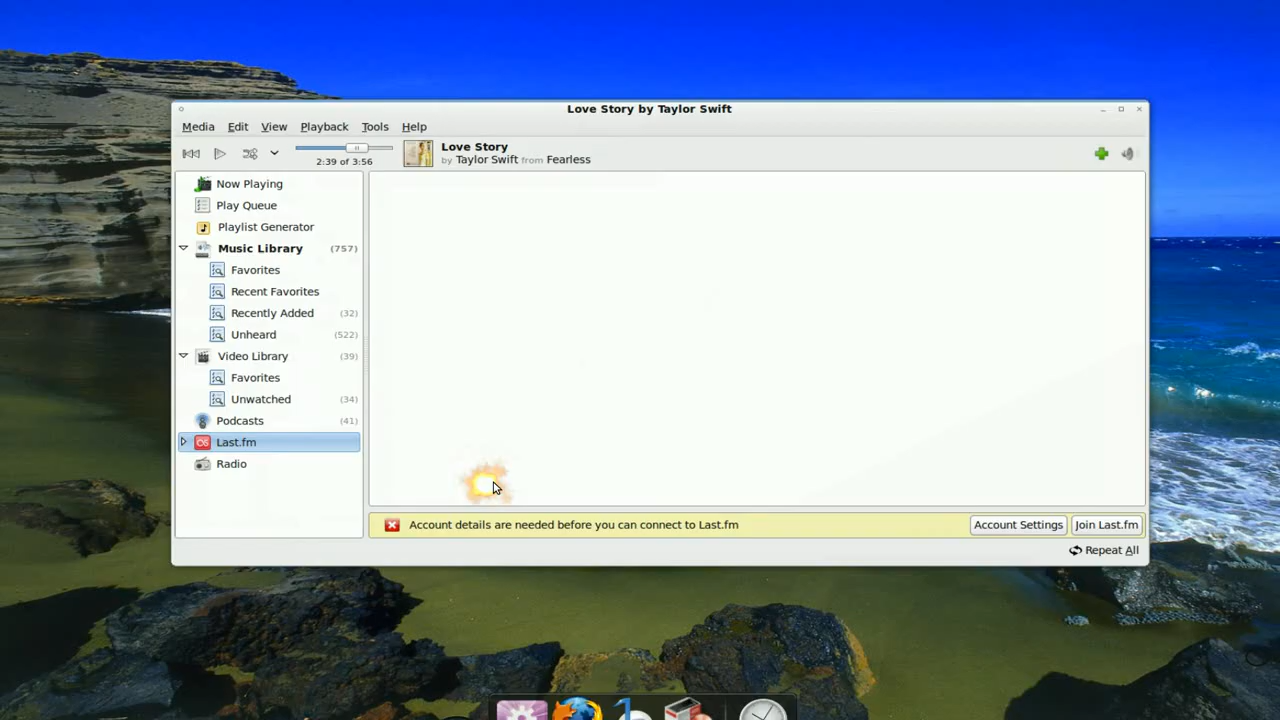 Love Story by Taylor Swift
Media Edit View Playback Tools Help
Love Story
by Taylor Swift from Fearless
2:39 of 3:56
Now Playing
Play Queue
Playlist Generator
Music Library (757)
Favorites
Recent Favorites
Recently Added (32)
Unheard (522)
Video Library (39)
Favorites
Unwatched (34)
Podcasts (41)
Last.fm
Radio
Account details are needed before you can connect to Last.fm Account Settings Join Last.fm
Repeat All